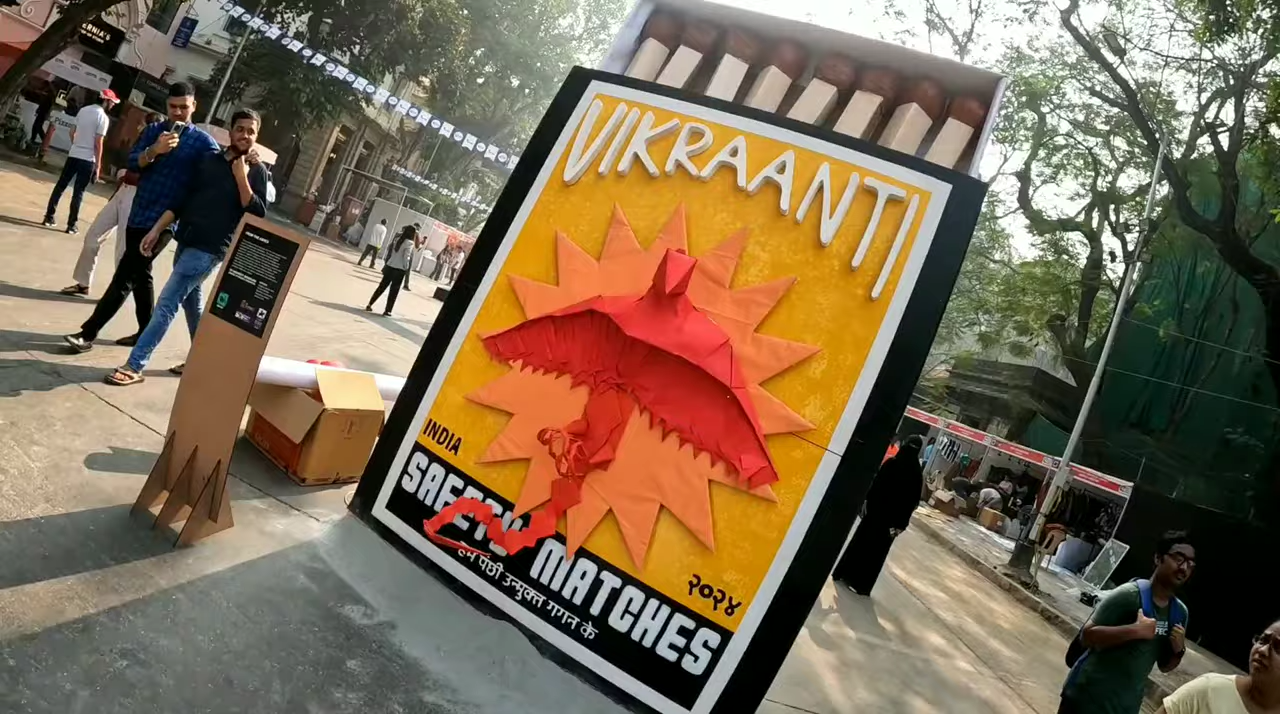 VIKRAANTI
INDIA
SAFETY MATCHES
२०२४
हम पंछी उन्मुक्त गगन के